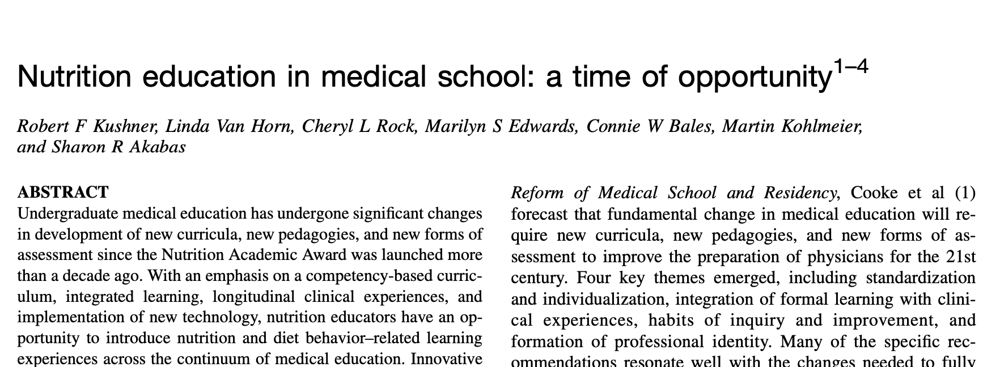 Nutrition education in medical school: a time of opportunity1–4
Robert F Kushner, Linda Van Horn, Cheryl L Rock, Marilyn S Edwards, Connie W Bales, Martin Kohlmeier,
and Sharon R Akabas
ABSTRACT
Undergraduate medical education has undergone significant changes
in development of new curricula, new pedagogies, and new forms of
assessment since the Nutrition Academic Award was launched more
than a decade ago. With an emphasis on a competency-based curric-
ulum, integrated learning, longitudinal clinical experiences, and
implementation of new technology, nutrition educators have an op-
portunity to introduce nutrition and diet behavior–related learning
experiences across the continuum of medical education. Innovative
Reform of Medical School and Residency, Cooke et al (1)
forecast that fundamental change in medical education will re-
quire new curricula, new pedagogies, and new forms of as-
sessment to improve the preparation of physicians for the 21st
century. Four key themes emerged, including standardization
and individualization, integration of formal learning with clini-
cal experiences, habits of inquiry and improvement, and
formation of professional identity. Many of the specific rec-
ommendations resonate well with the changes needed to fully